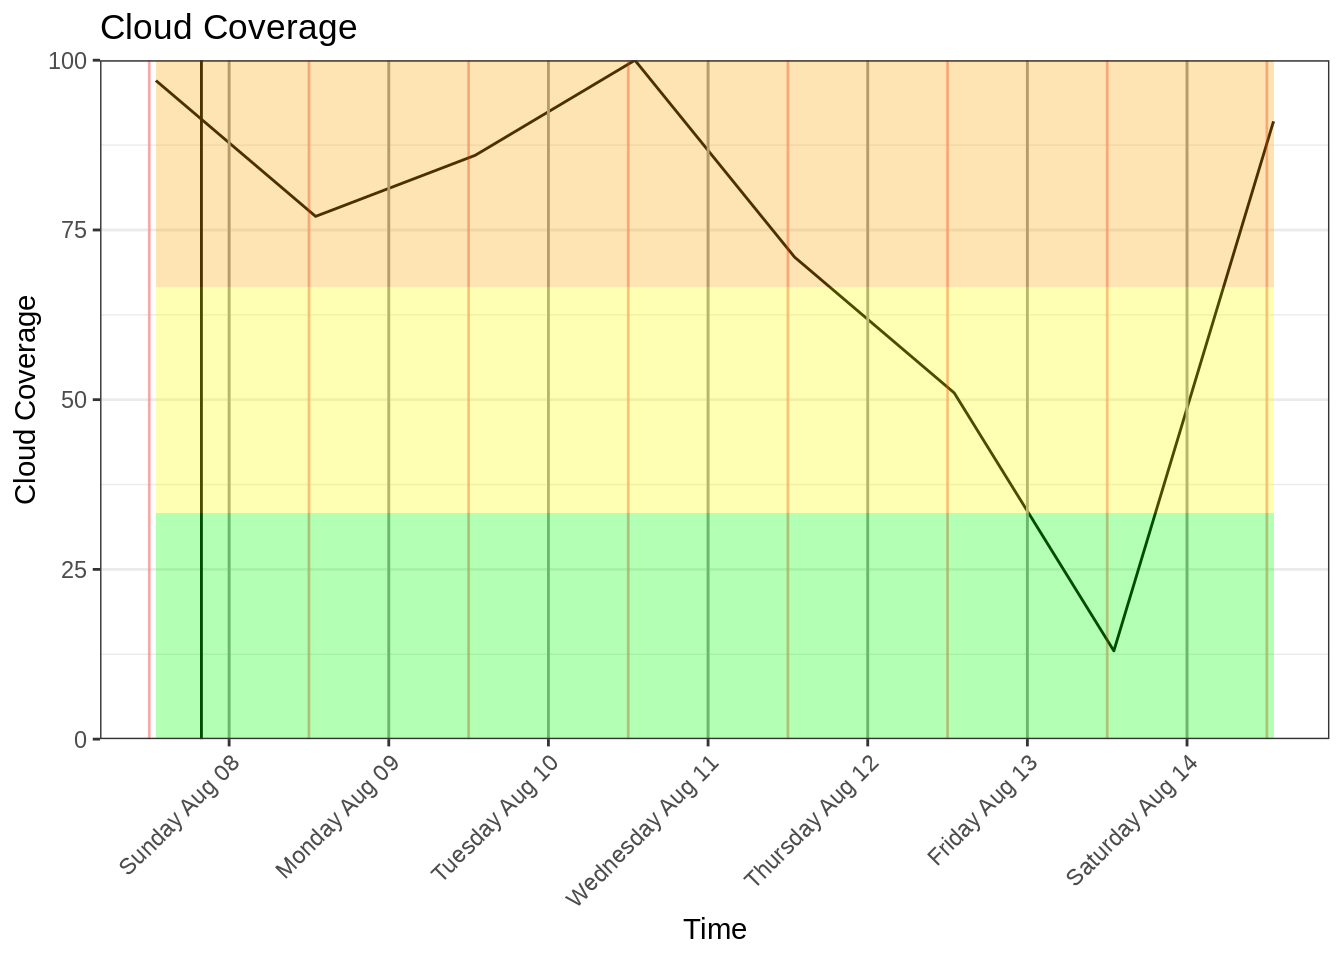 Cloud Coverage
100
75
50
25
0
Cloud Coverage
Sunday Aug 08
Monday Aug 09
Tuesday Aug 10
Wednesday Aug 11
Thursday Aug 12
Friday Aug 13
Saturday Aug 14
Time